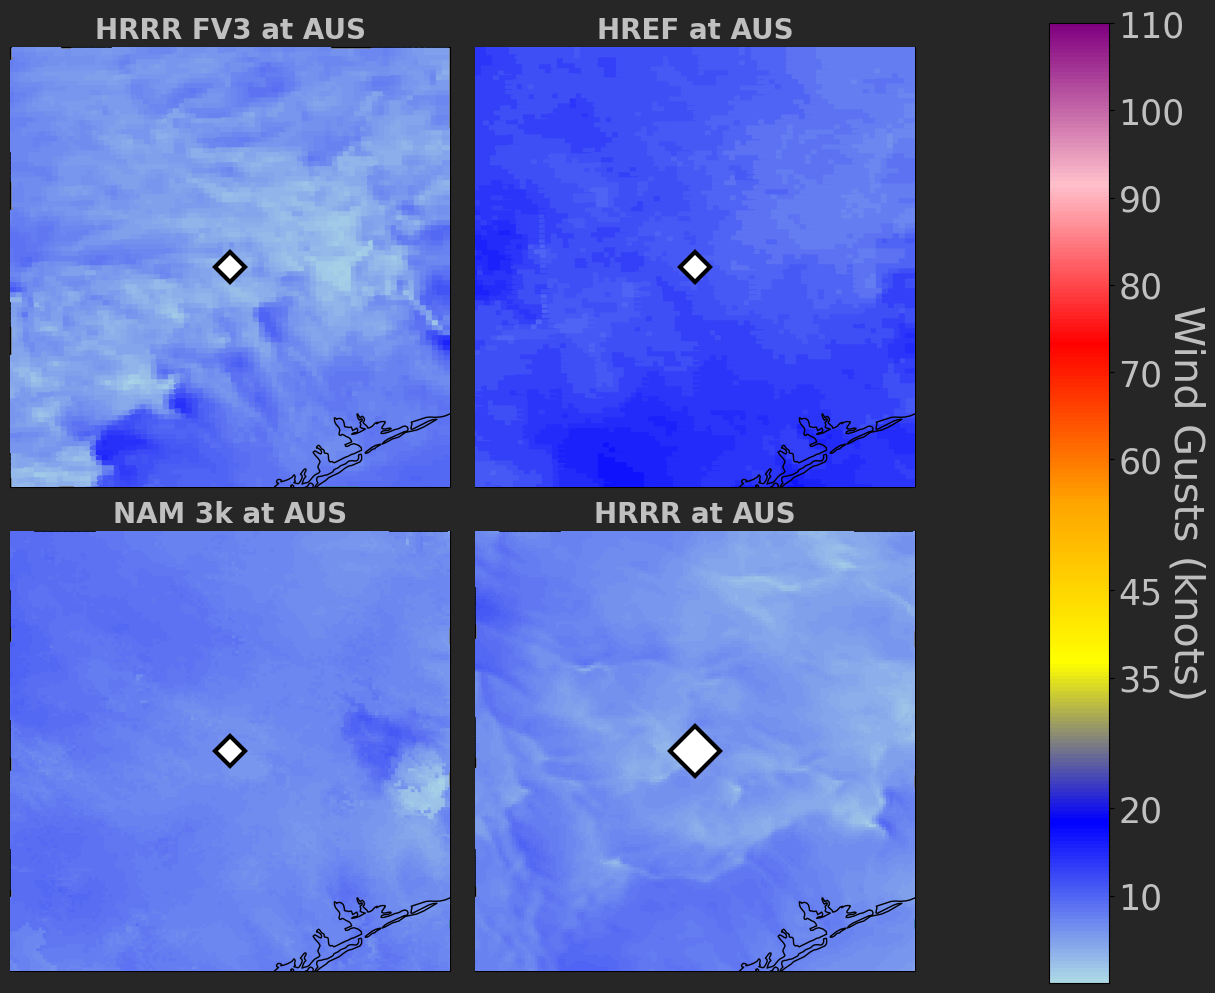 HRRR FV3 at AUS
HREF at AUS
NAM 3k at AUS
HRRR at AUS
110
100
90
80
70
60
45
35
20
10
Wind Gusts (knots)